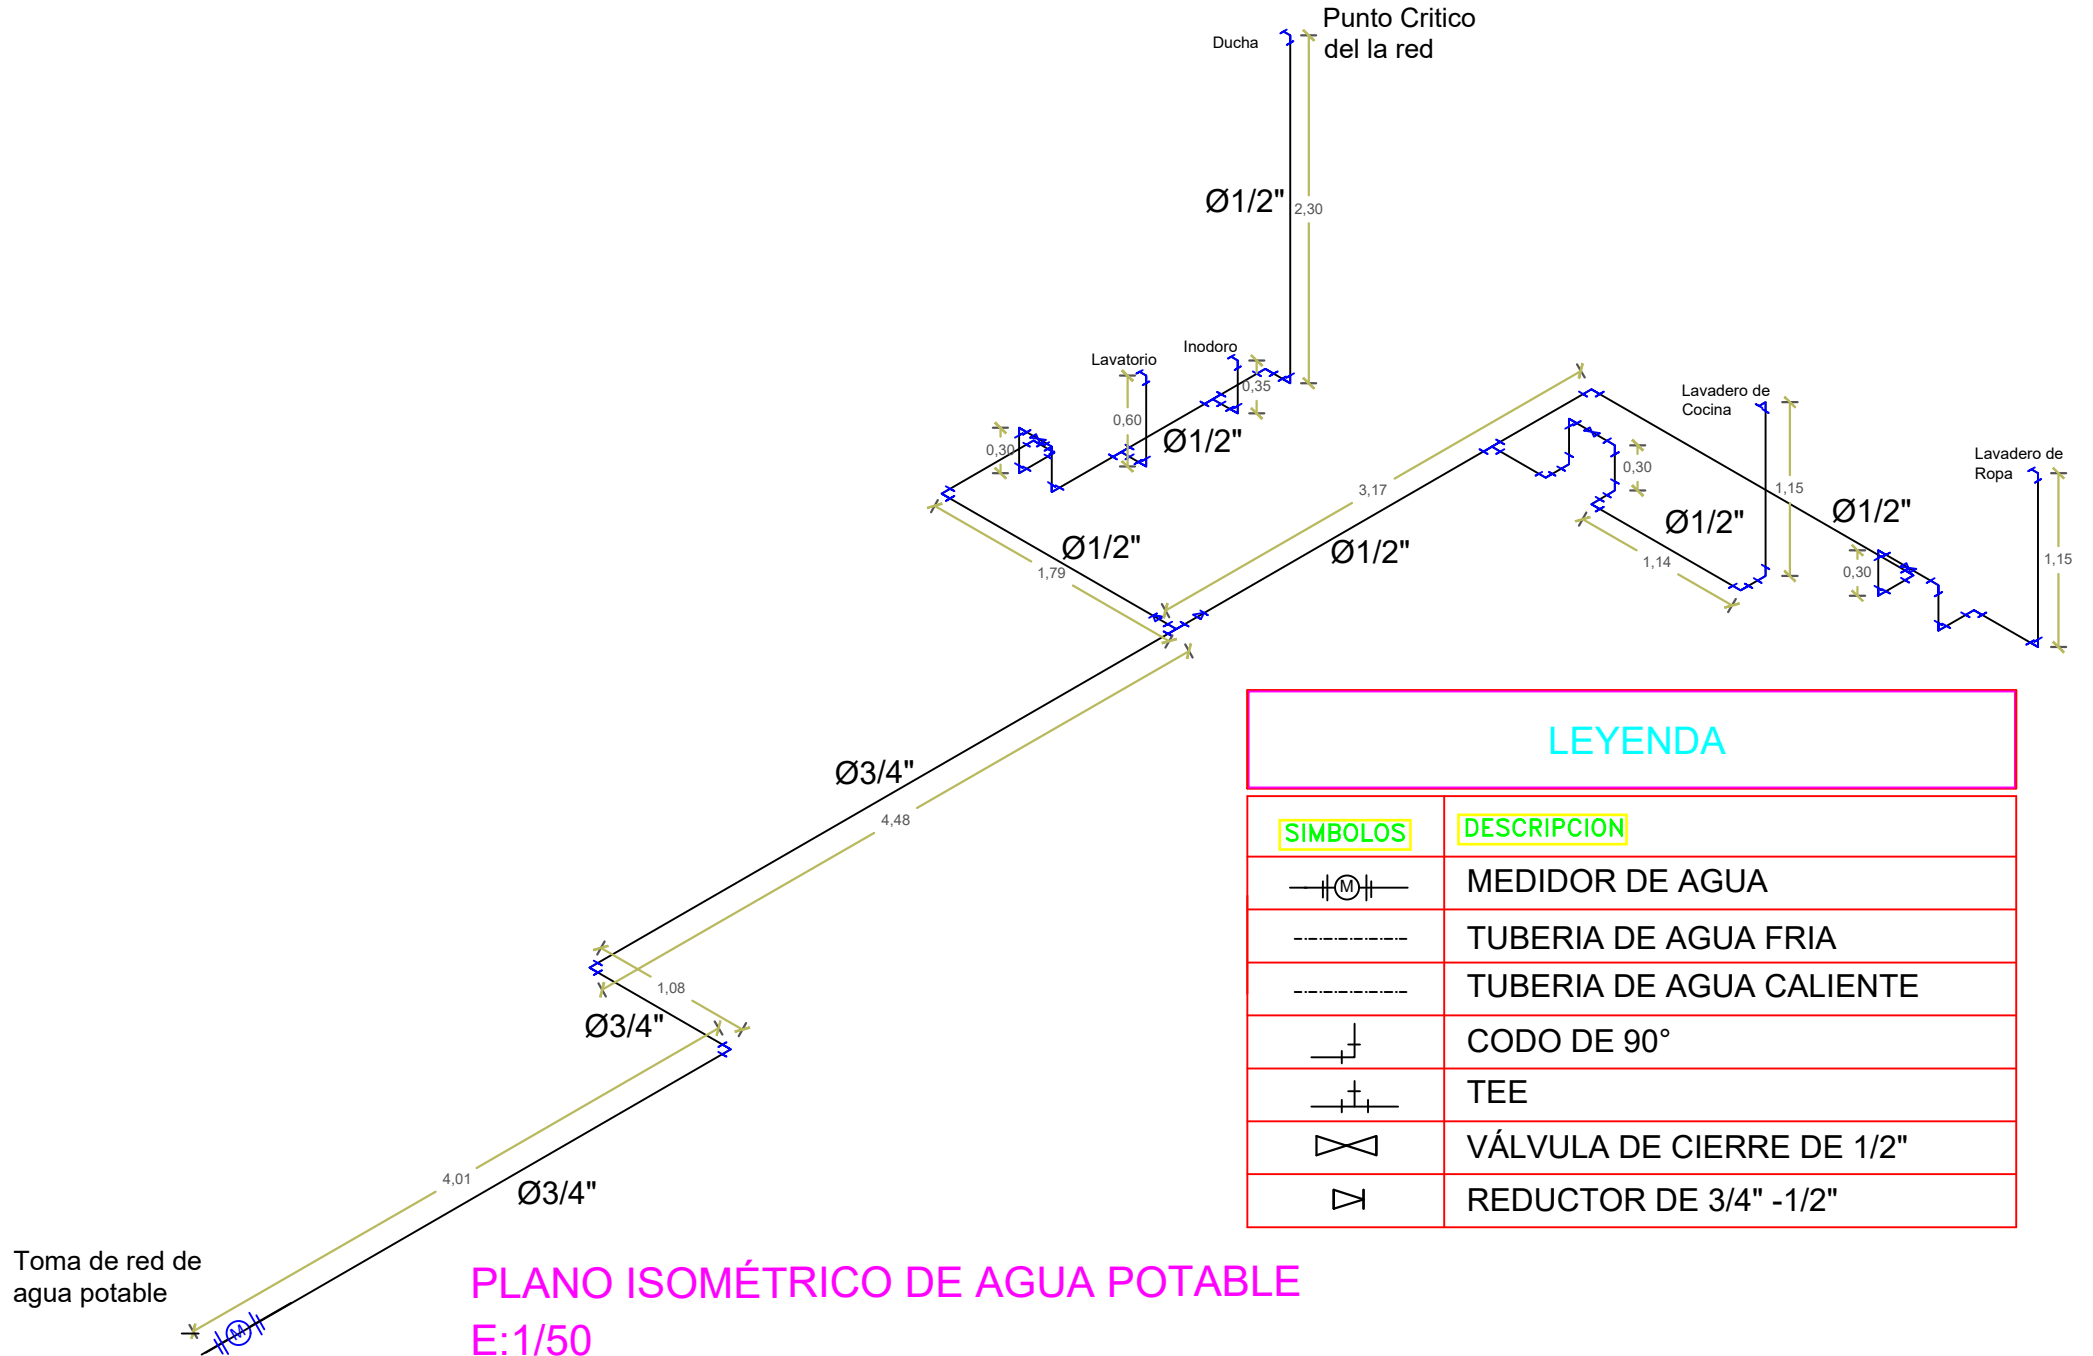 Punto Critico
del la red
Ducha
Ø1/2"
2,30
Inodoro
Lavatorio
0,35
0,60
0,30
Ø1/2"
Lavadero de
Cocina
Lavadero de
Ropa
3,17
0,30
1,15
Ø1/2"
Ø1/2"
Ø1/2"
Ø1/2"
1,14
0,30
1,15
1,79
Ø3/4"
4,48
1,08
Ø3/4"
4,01
Ø3/4"
Toma de red de
agua potable
M
PLANO ISOMÉTRICO DE AGUA POTABLE
E:1/50
LEYENDA
SIMBOLOS DESCRIPCION
M MEDIDOR DE AGUA
TUBERIA DE AGUA FRIA
TUBERIA DE AGUA CALIENTE
CODO DE 90°
TEE
VÁLVULA DE CIERRE DE 1/2"
REDUCTOR DE 3/4" -1/2"